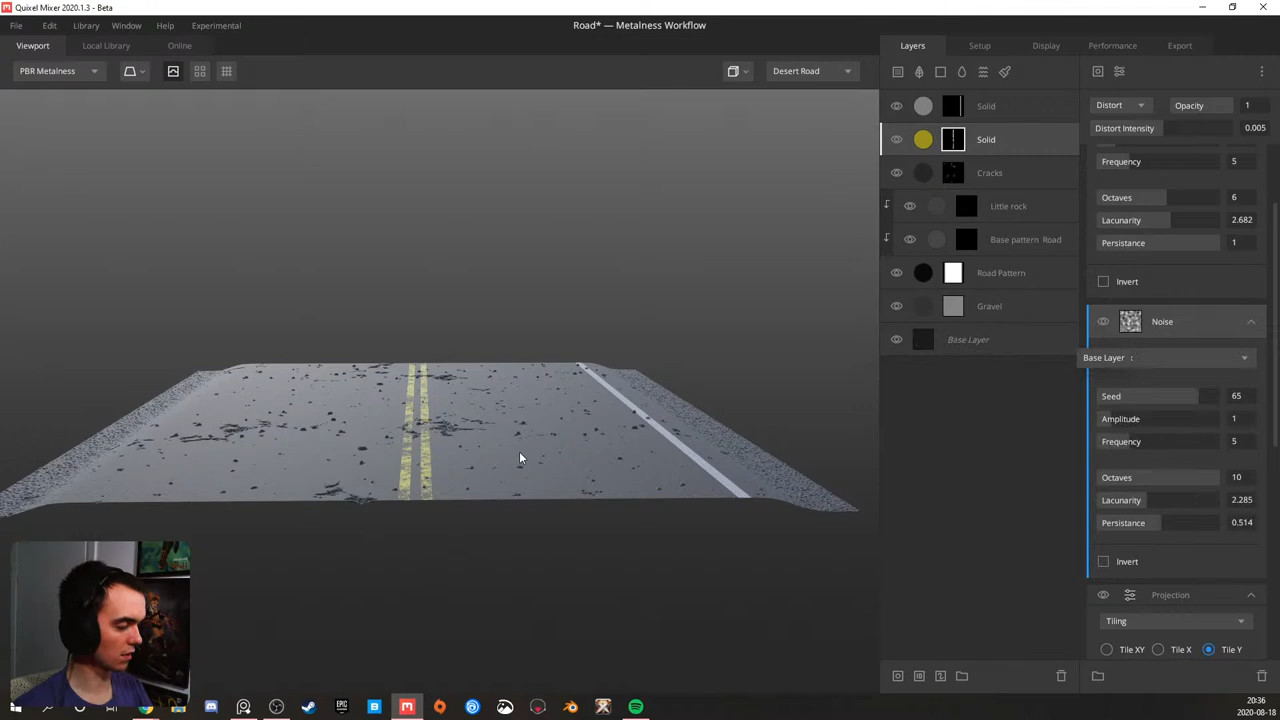 Quixel Mixer 2020.1.3 - Beta
File Edit Library Window Help Experimental
Road* — Metalness Workflow
Viewport Local Library Online
Layers Setup Display Performance Export
PBR Metalness
Desert Road
Solid
Solid
Cracks
Little rock
Base pattern Road
Road Pattern
Gravel
Base Layer
Distort Opacity 1
Distort Intensity 0.005
Frequency 5
Octaves 6
Lacunarity 2.682
Persistance 1
Invert
Noise
Base Layer :
Seed 65
Amplitude 1
Frequency 5
Octaves 10
Lacunarity 2.285
Persistance 0.514
Invert
Projection
Tiling
Tile XY Tile X Tile Y
EPIC
20:36
2020-08-18